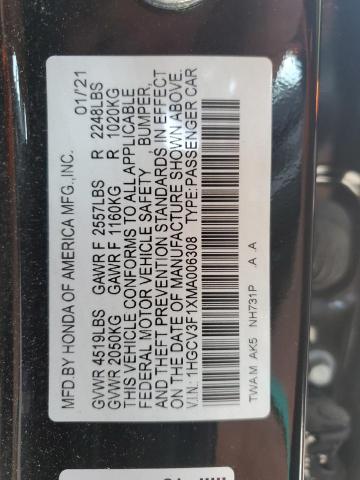 MFD.BY HONDA OF AMERICA MFG.,INC. 01/21
GVWR 4519LBS GAWR F 2557LBS R 2248LBS
GVWR 2050KG GAWR F 1160KG R 1020KG
THIS VEHICLE CONFORMS TO ALL APPLICABLE
FEDERAL MOTOR VEHICLE SAFETY BUMPER,
AND THEFT PREVENTION STANDARDS IN EFFECT
ON THE DATE OF MANUFACTURE SHOWN ABOVE.
V.I.N.: 1HGCV3F1XMA006308 TYPE:PASSENGER CAR
TWA M AK5 NH731P A A